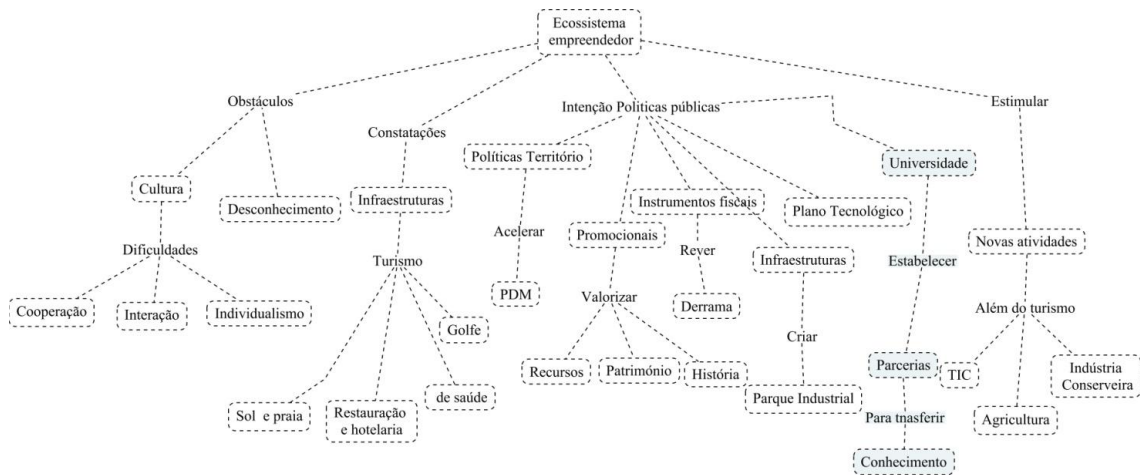 Ecossistema
empreendedor
Obstáculos
Intenção Politicas públicas
Estimular
Constatações
Políticas Território
Universidade
Cultura
Desconhecimento
Infraestruturas
Instrumentos fiscais
Plano Tecnológico
Acelerar
Promocionais
Novas atividades
Dificuldades
Rever
Turismo
Infraestruturas
Estabelecer
Cooperação
Interação
Individualismo
PDM
Valorizar
Derrama
Além do turismo
Golfe
Criar
Recursos
Património
História
Parcerias
TIC
Indústria
Conserveira
de saúde
Parque Industrial
Sol e praia
Restauração
e hotelaria
Para tnasferir
Agricultura
Conhecimento